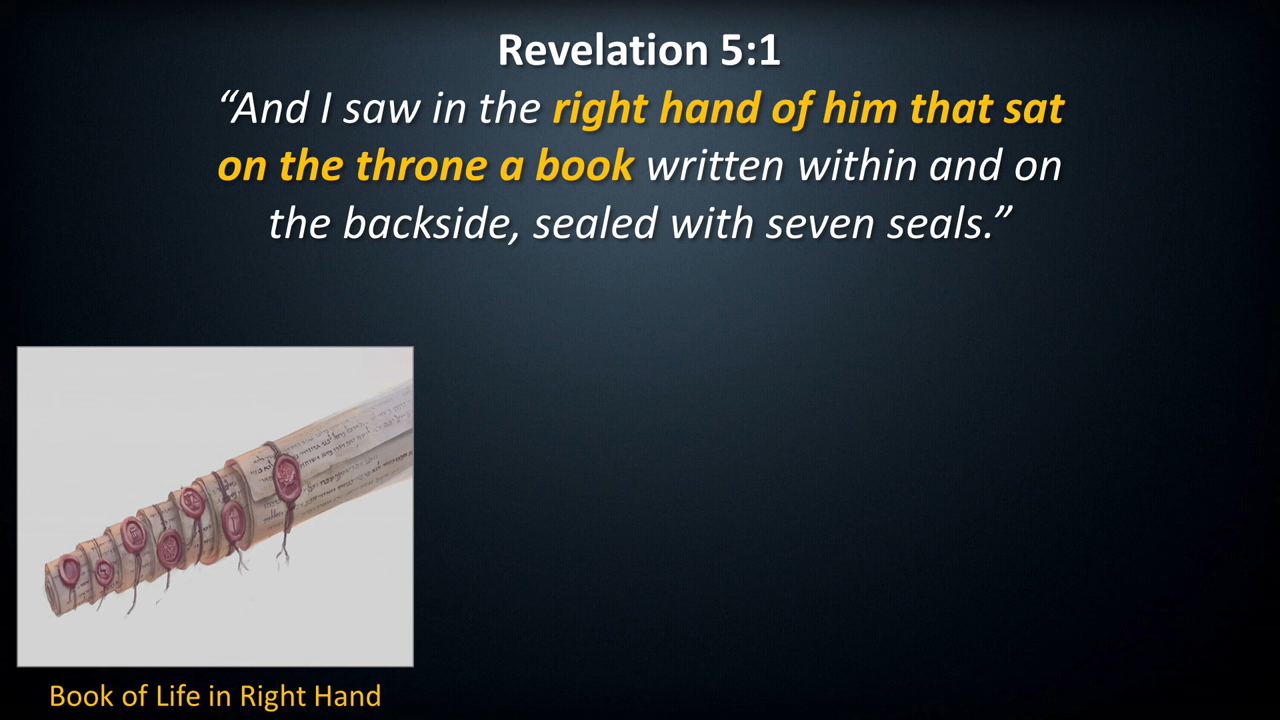 Revelation 5:1
“And I saw in the right hand of him that sat
on the throne a book written within and on
the backside, sealed with seven seals.”
Book of Life in Right Hand